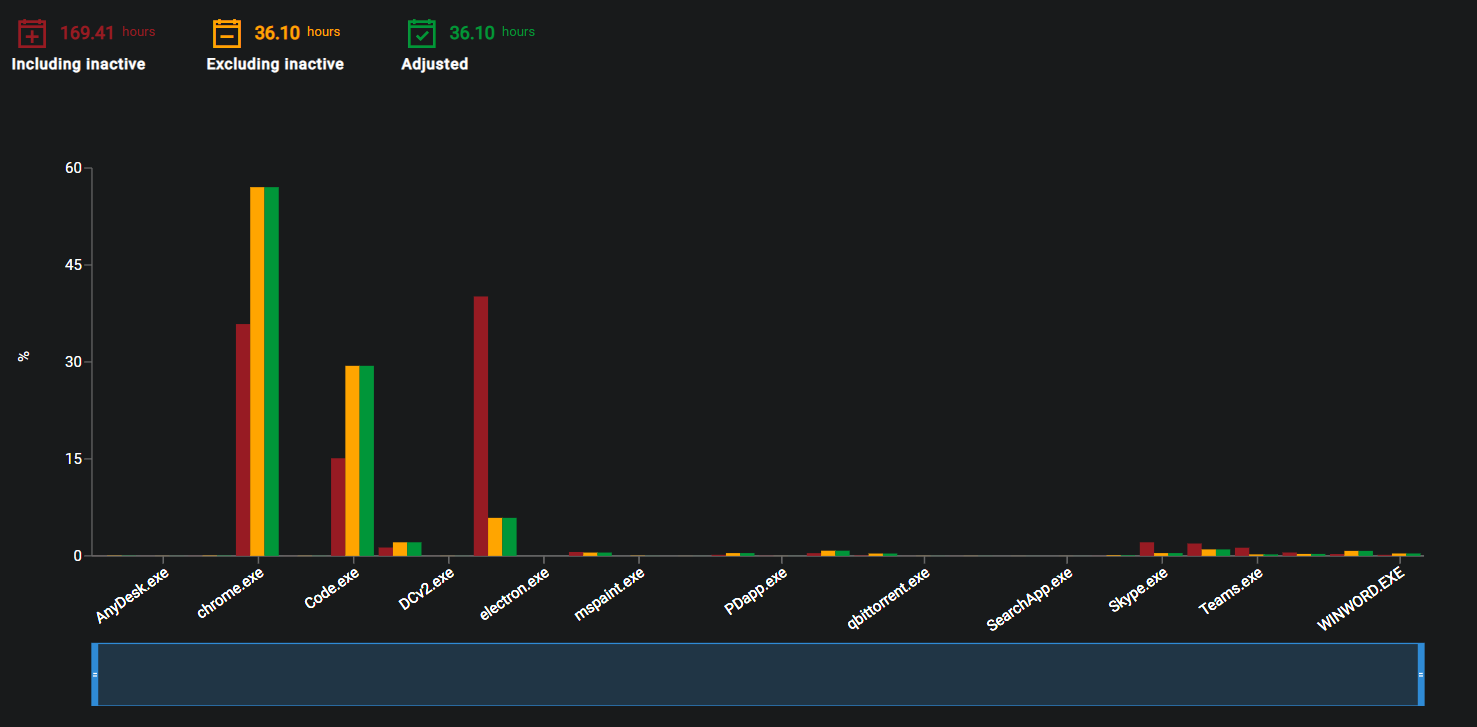 169.41 hours 36.10 hours 36.10 hours
Including inactive Excluding inactive Adjusted
60
45
30
15
0
%
AnyDesk.exe chrome.exe Code.exe DCv2.exe electron.exe mspaint.exe PDapp.exe qbittorrent.exe SearchApp.exe Skype.exe Teams.exe WINWORD.EXE